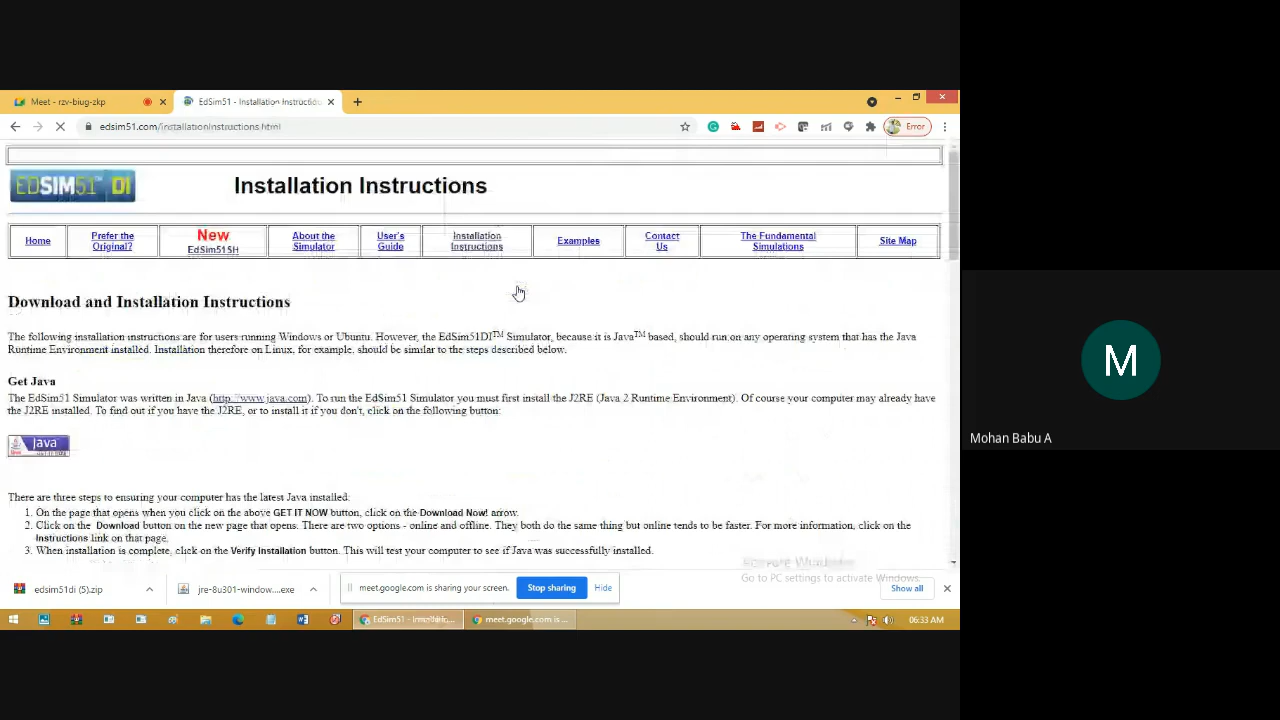 Meet - rzv-biug-zkp
EdSim51 - Installation Instructio
edsim51.com/installationInstructions.html
Error
EDSIM51 DI
Installation Instructions
Home
Prefer the Original?
New EdSim51SH
About the Simulator
User's Guide
Installation Instructions
Examples
Contact Us
The Fundamental Simulations
Site Map
Download and Installation Instructions
The following installation instructions are for users running Windows or Ubuntu. However, the EdSim51DI™ Simulator, because it is Java™ based, should run on any operating system that has the Java
Runtime Environment installed. Installation therefore on Linux, for example, should be similar to the steps described below.
Get Java
The EdSim51 Simulator was written in Java (http://www.java.com). To run the EdSim51 Simulator you must first install the J2RE (Java 2 Runtime Environment). Of course your computer may already have
the J2RE installed. To find out if you have the J2RE, or to install it if you don't, click on the following button:
Java
There are three steps to ensuring your computer has the latest Java installed:
1. On the page that opens when you click on the above GET IT NOW button, click on the Download Now! arrow.
2. Click on the Download button on the new page that opens. There are two options - online and offline. They both do the same thing but online tends to be faster. For more information, click on the
Instructions link on that page.
3. When installation is complete, click on the Verify Installation button. This will test your computer to see if Java was successfully installed.
Activate Windows
Go to PC settings to activate Windows.
edsim51di (5).zip
jre-8u301-window....exe
meet.google.com is sharing your screen.
Stop sharing
Hide
Show all
meet.google.com is ...
06:33 AM
M
Mohan Babu A